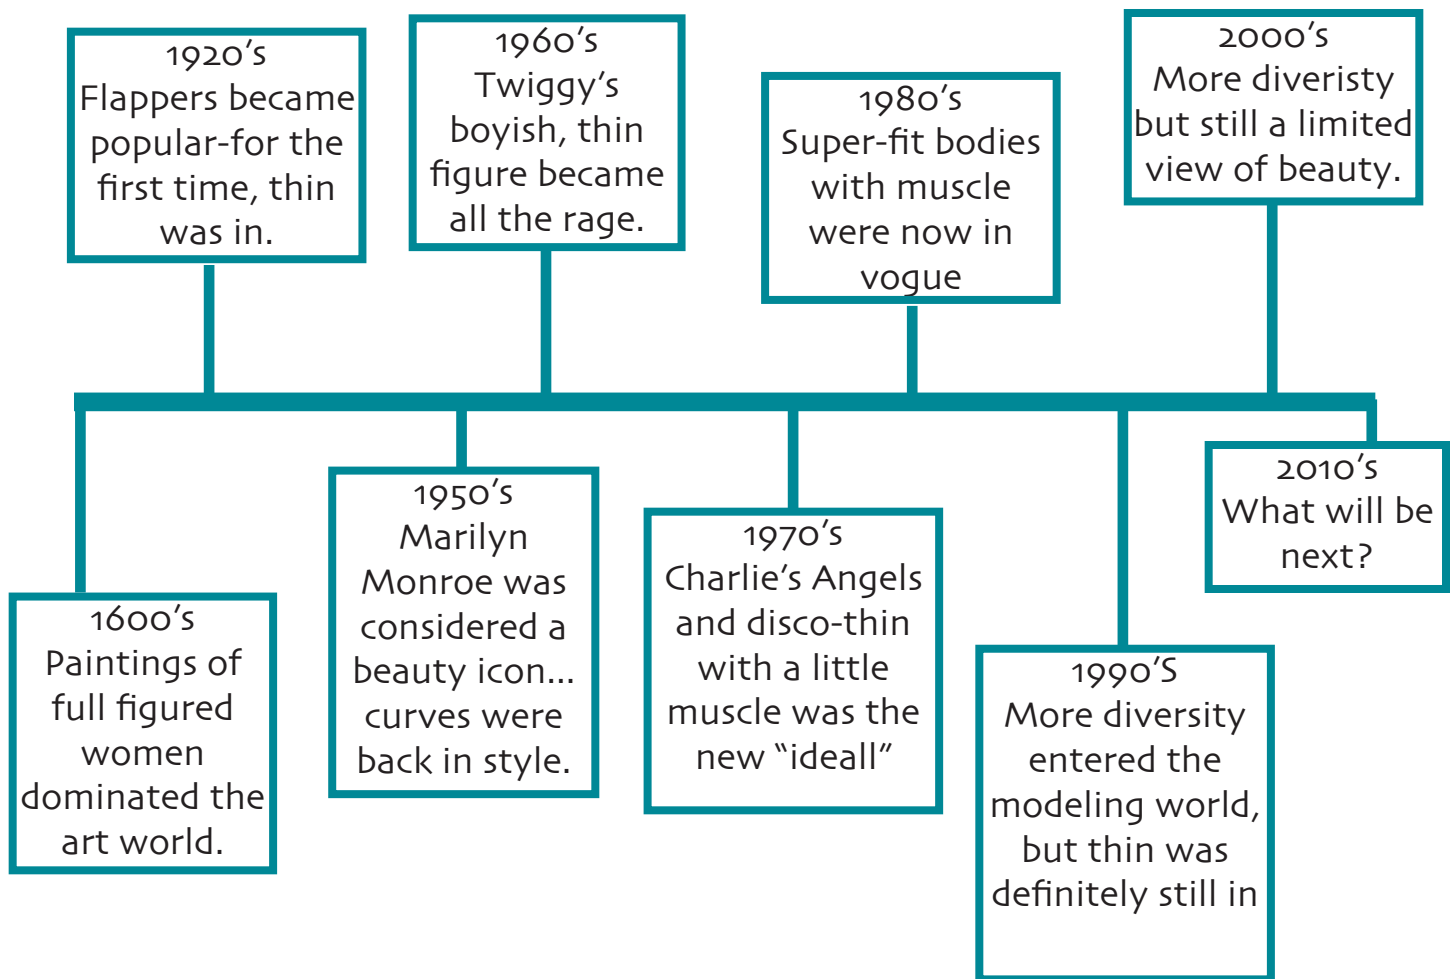 1920's
Flappers became
popular-for the
first time, thin
was in.
1960's
Twiggy's
boyish, thin
figure became
all the rage.
1980's
Super-fit bodies
with muscle
were now in
vogue
2000's
More diveristy
but still a limited
view of beauty.
1600's
Paintings of
full figured
women
dominated the
art world.
1950's
Marilyn
Monroe was
considered a
beauty icon...
curves were
back in style.
1970's
Charlie's Angels
and disco-thin
with a little
muscle was the
new “ideall”
1990'S
More diversity
entered the
modeling world,
but thin was
definitely still in
2010's
What will be
next?